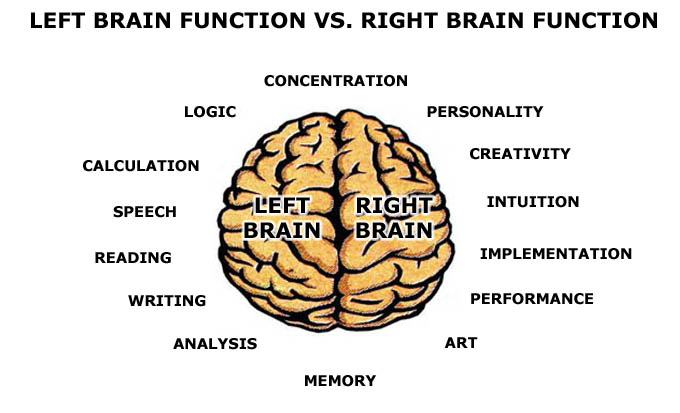 LEFT BRAIN FUNCTION VS. RIGHT BRAIN FUNCTION
CONCENTRATION
LOGIC
PERSONALITY
CALCULATION
CREATIVITY
SPEECH
LEFT BRAIN
RIGHT BRAIN
INTUITION
READING
IMPLEMENTATION
WRITING
PERFORMANCE
ANALYSIS
ART
MEMORY